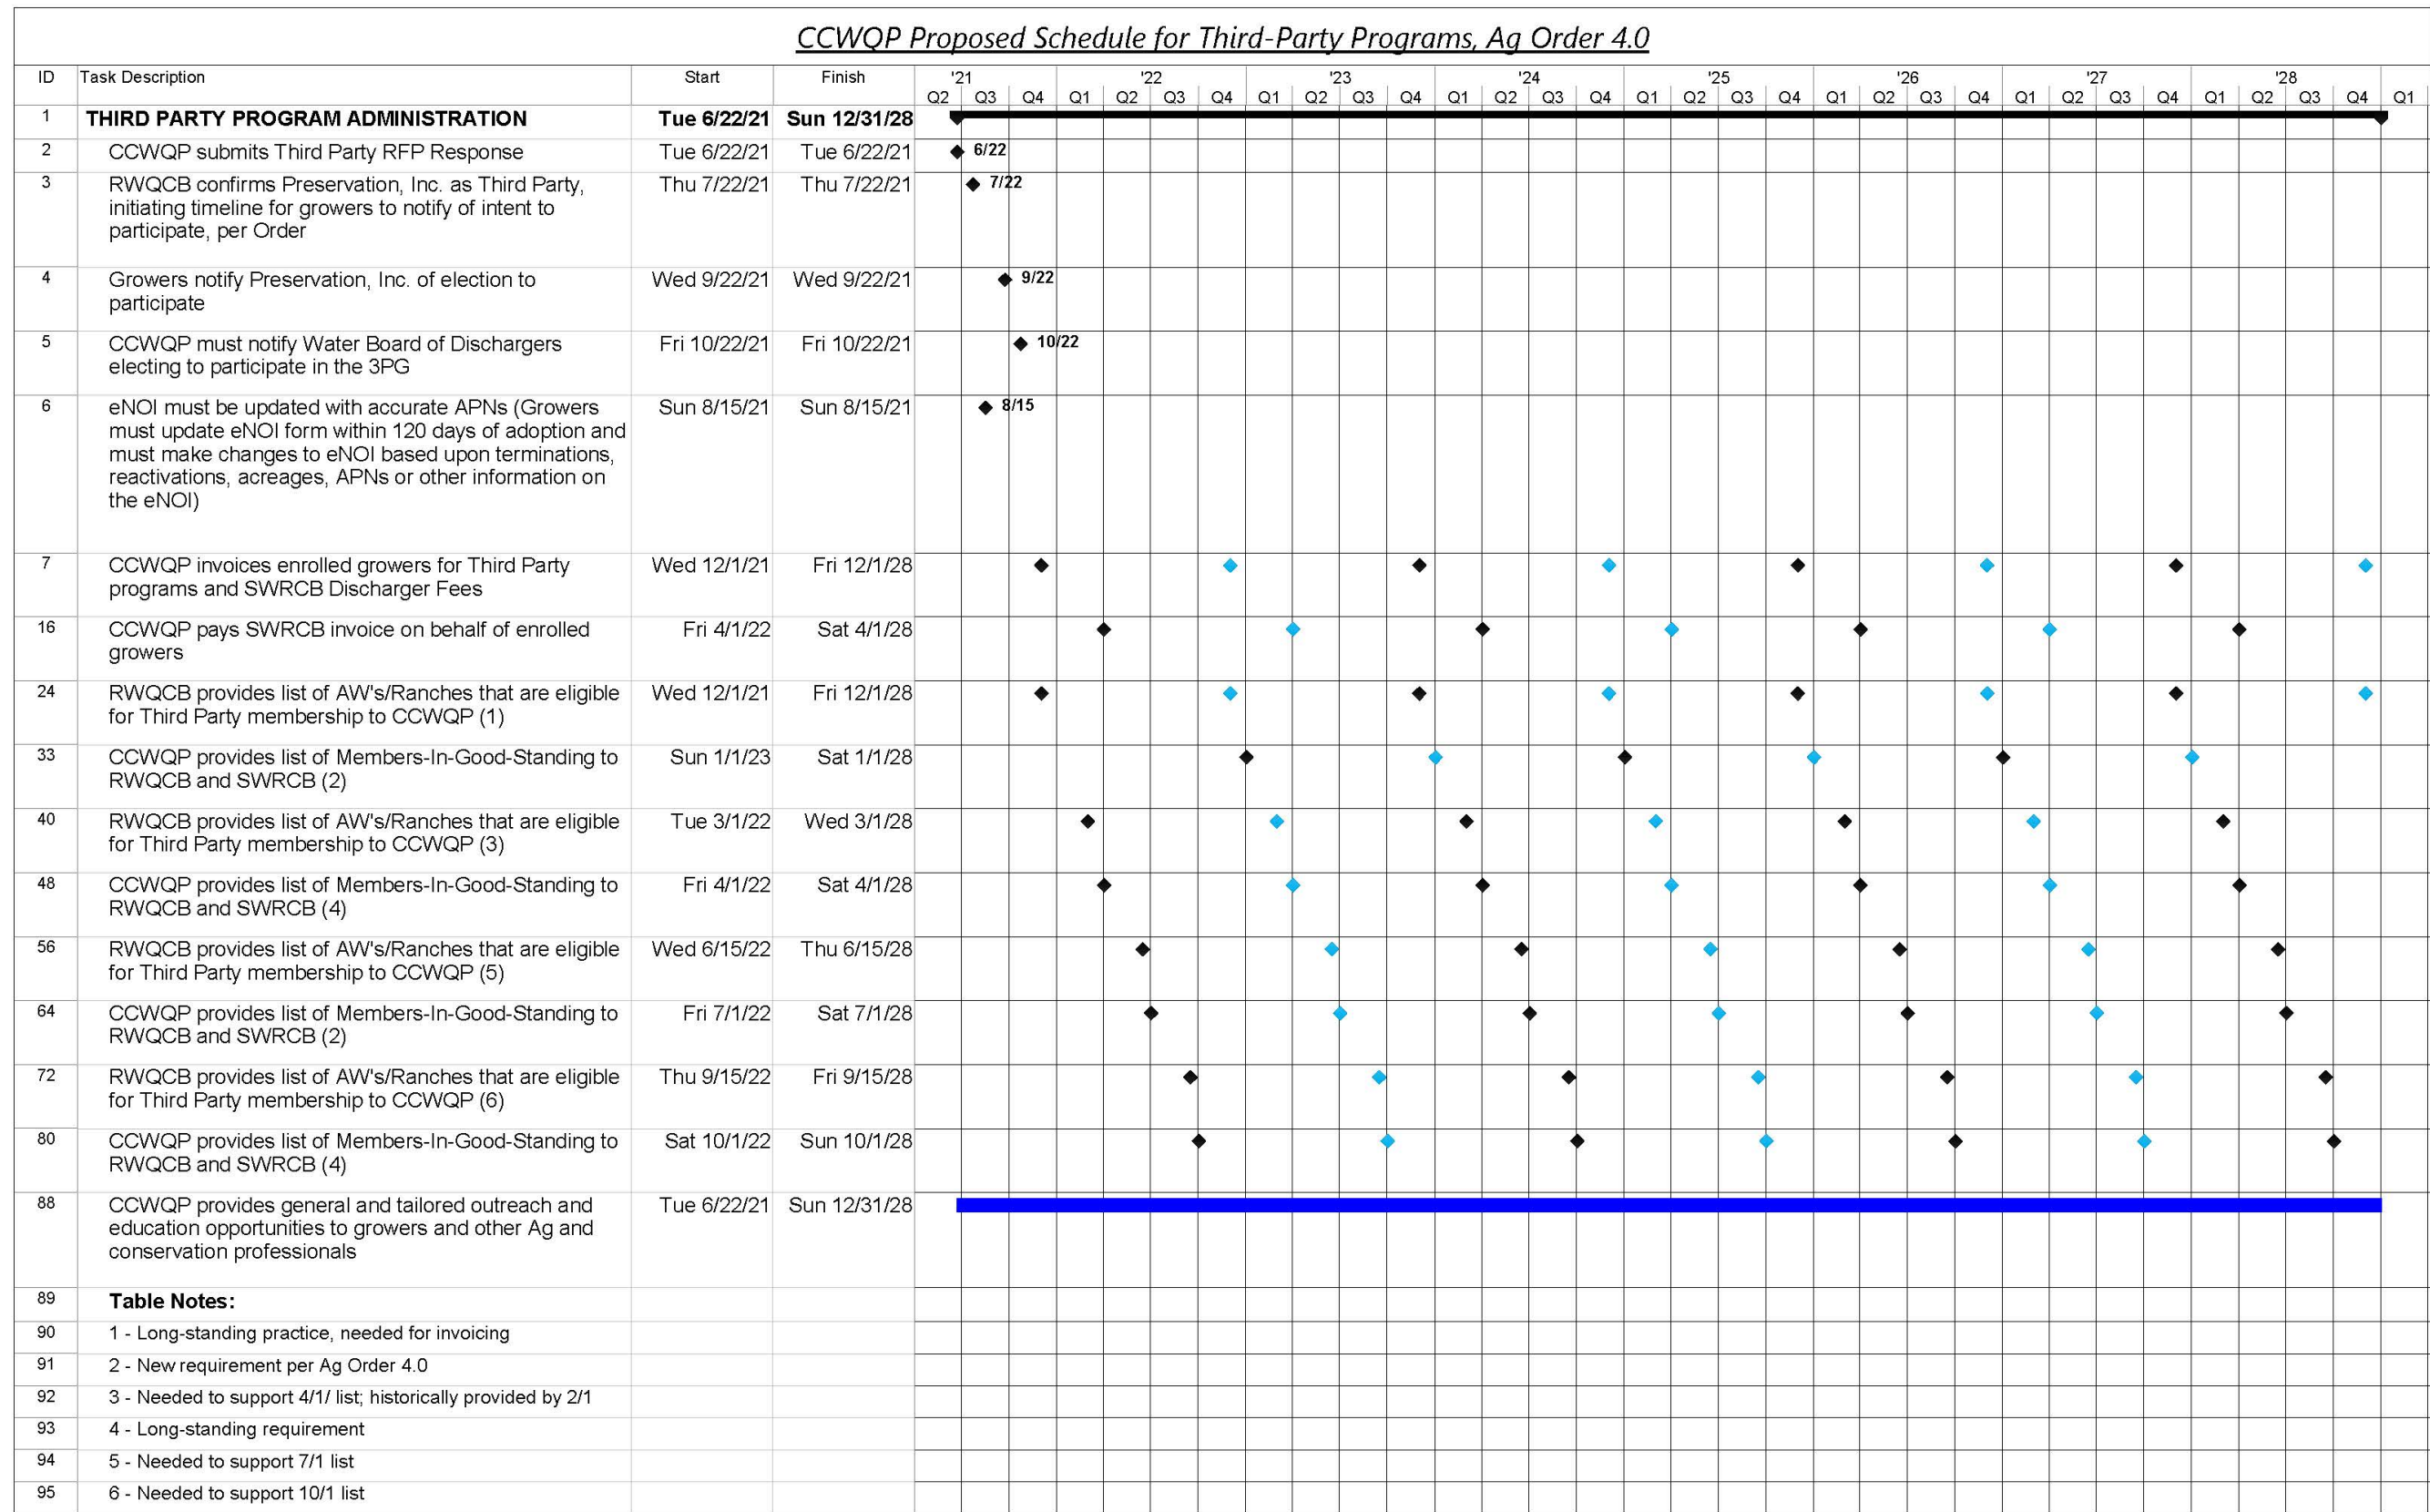 CCWQP Proposed Schedule for Third-Party Programs, Ag Order 4.0
ID Task Description Start Finish '21 '22 '23 '24 '25 '26 '27 '28
Q2 Q3 Q4 Q1 Q2 Q3 Q4 Q1 Q2 Q3 Q4 Q1 Q2 Q3 Q4 Q1 Q2 Q3 Q4 Q1 Q2 Q3 Q4 Q1 Q2 Q3 Q4 Q1 Q2 Q3 Q4 Q1
1 THIRD PARTY PROGRAM ADMINISTRATION Tue 6/22/21 Sun 12/31/28
2 CCWQP submits Third Party RFP Response Tue 6/22/21 Tue 6/22/21 6/22
3 RWQCB confirms Preservation, Inc. as Third Party, Thu 7/22/21 Thu 7/22/21 7/22
initiating timeline for growers to notify of intent to
participate, per Order
4 Growers notify Preservation, Inc. of election to Wed 9/22/21 Wed 9/22/21 9/22
participate
5 CCWQP must notify Water Board of Dischargers Fri 10/22/21 Fri 10/22/21 10/22
electing to participate in the 3PG
6 eNOI must be updated with accurate APNs (Growers Sun 8/15/21 Sun 8/15/21 8/15
must update eNOI form within 120 days of adoption and
must make changes to eNOI based upon terminations,
reactivations, acreages, APNs or other information on
the eNOI)
7 CCWQP invoices enrolled growers for Third Party Wed 12/1/21 Fri 12/1/28
programs and SWRCB Discharger Fees
16 CCWQP pays SWRCB invoice on behalf of enrolled Fri 4/1/22 Sat 4/1/28
growers
24 RWQCB provides list of AW's/Ranches that are eligible Wed 12/1/21 Fri 12/1/28
for Third Party membership to CCWQP (1)
33 CCWQP provides list of Members-In-Good-Standing to Sun 1/1/23 Sat 1/1/28
RWQCB and SWRCB (2)
40 RWQCB provides list of AW's/Ranches that are eligible Tue 3/1/22 Wed 3/1/28
for Third Party membership to CCWQP (3)
48 CCWQP provides list of Members-In-Good-Standing to Fri 4/1/22 Sat 4/1/28
RWQCB and SWRCB (4)
56 RWQCB provides list of AW's/Ranches that are eligible Wed 6/15/22 Thu 6/15/28
for Third Party membership to CCWQP (5)
64 CCWQP provides list of Members-In-Good-Standing to Fri 7/1/22 Sat 7/1/28
RWQCB and SWRCB (2)
72 RWQCB provides list of AW's/Ranches that are eligible Thu 9/15/22 Fri 9/15/28
for Third Party membership to CCWQP (6)
80 CCWQP provides list of Members-In-Good-Standing to Sat 10/1/22 Sun 10/1/28
RWQCB and SWRCB (4)
88 CCWQP provides general and tailored outreach and Tue 6/22/21 Sun 12/31/28
education opportunities to growers and other Ag and
conservation professionals
89 Table Notes:
90 1 - Long-standing practice, needed for invoicing
91 2 - New requirement per Ag Order 4.0
92 3 - Needed to support 4/1/ list; historically provided by 2/1
93 4 - Long-standing requirement
94 5 - Needed to support 7/1 list
95 6 - Needed to support 10/1 list